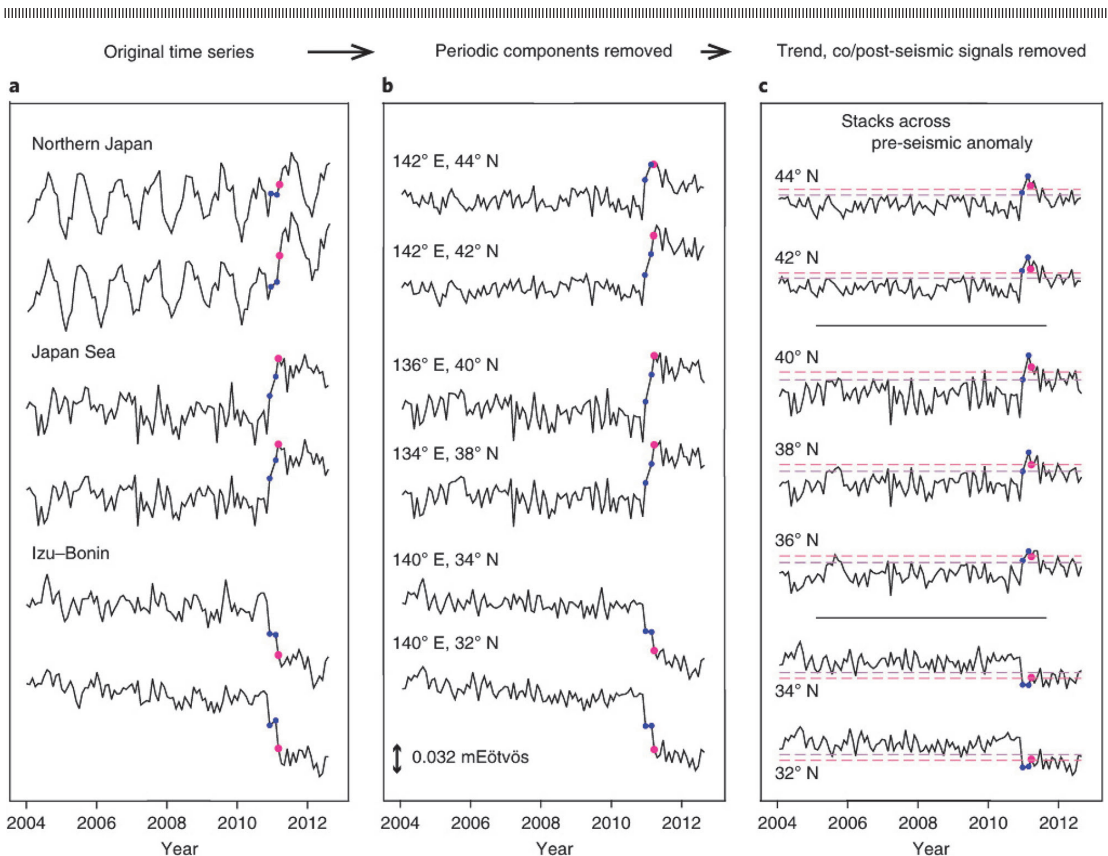 Original time series
Periodic components removed
Trend, co/post-seismic signals removed
a
Northern Japan
Japan Sea
Izu–Bonin
2004 2006 2008 2010 2012
Year
b
142° E, 44° N
142° E, 42° N
136° E, 40° N
134° E, 38° N
140° E, 34° N
140° E, 32° N
0.032 mEötvös
2004 2006 2008 2010 2012
Year
c
Stacks across
pre-seismic anomaly
44° N
42° N
40° N
38° N
36° N
34° N
32° N
2004 2006 2008 2010 2012
Year